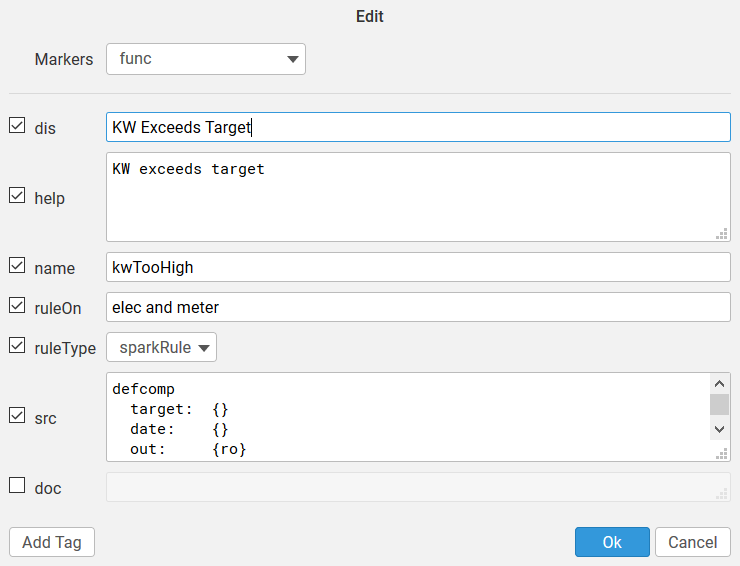 Edit
Markers func
dis KW Exceeds Target
help KW exceeds target
name kwTooHigh
ruleOn elec and meter
ruleType sparkRule
src defcomp
target: {}
date: {}
out: {ro}
doc
Add Tag Ok Cancel